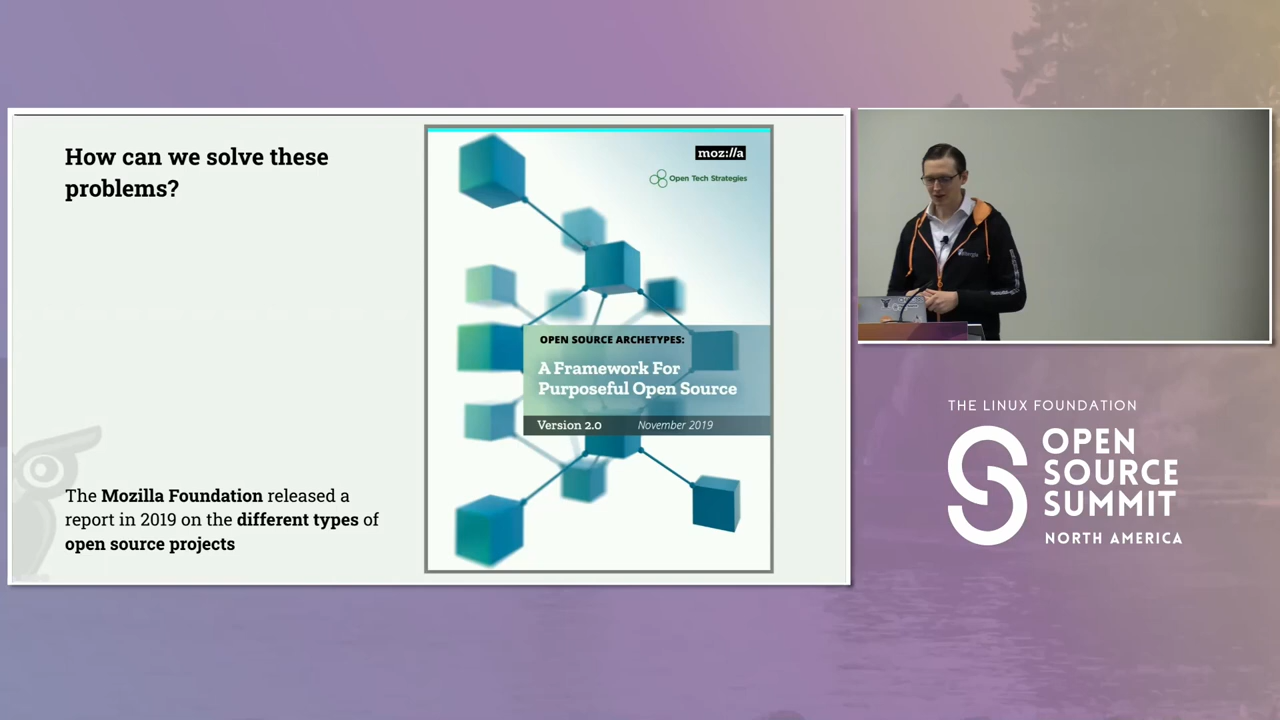 How can we solve these
problems?
The Mozilla Foundation released a
report in 2019 on the different types of
open source projects
moz://a
Open Tech Strategies
OPEN SOURCE ARCHETYPES:
A Framework For
Purposeful Open Source
Version 2.0 November 2019
THE LINUX FOUNDATION
OPEN
SOURCE
SUMMIT
NORTH AMERICA